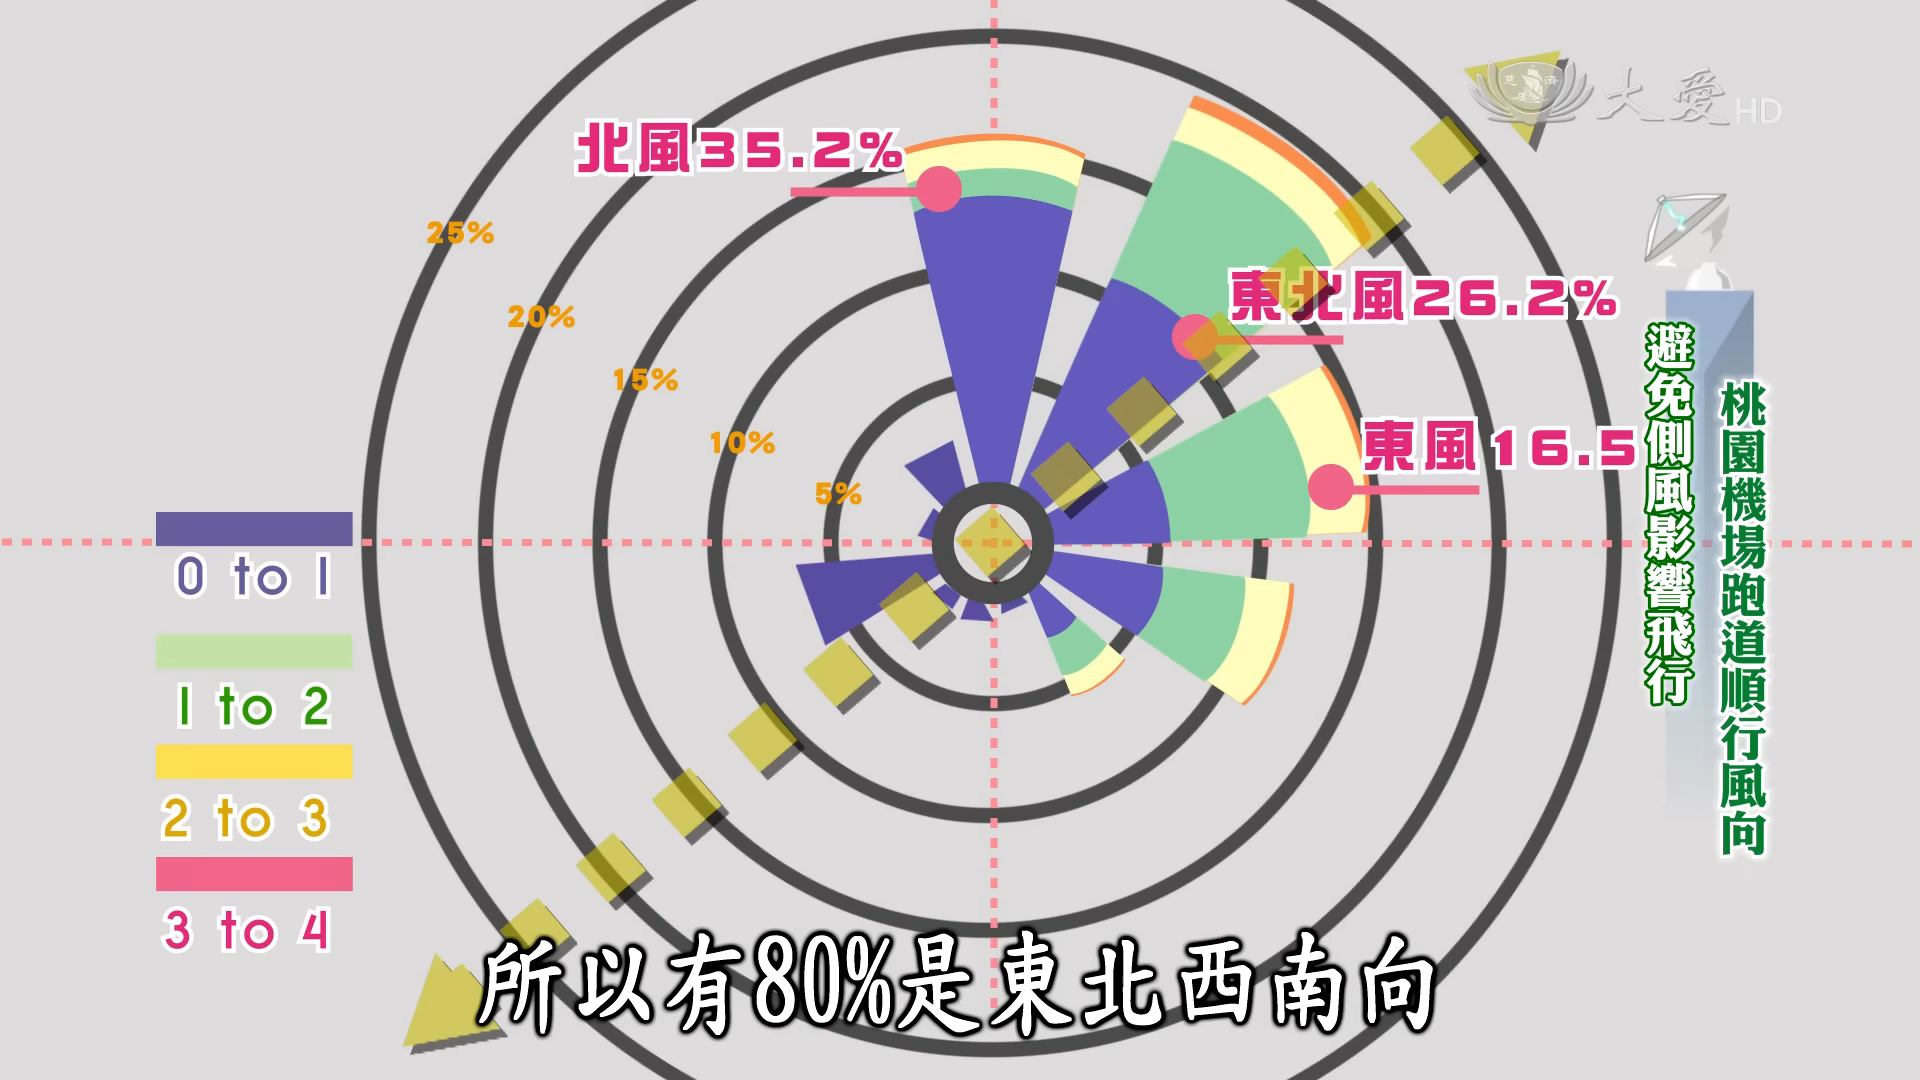 大愛HD
北風35.2%
25%
東北風26.2%
20%
15%
東風16.5
10%
5%
0 to 1
1 to 2
2 to 3
3 to 4
桃園機場跑道順行風向
避免側風影響飛行
所以有80%是東北西南向